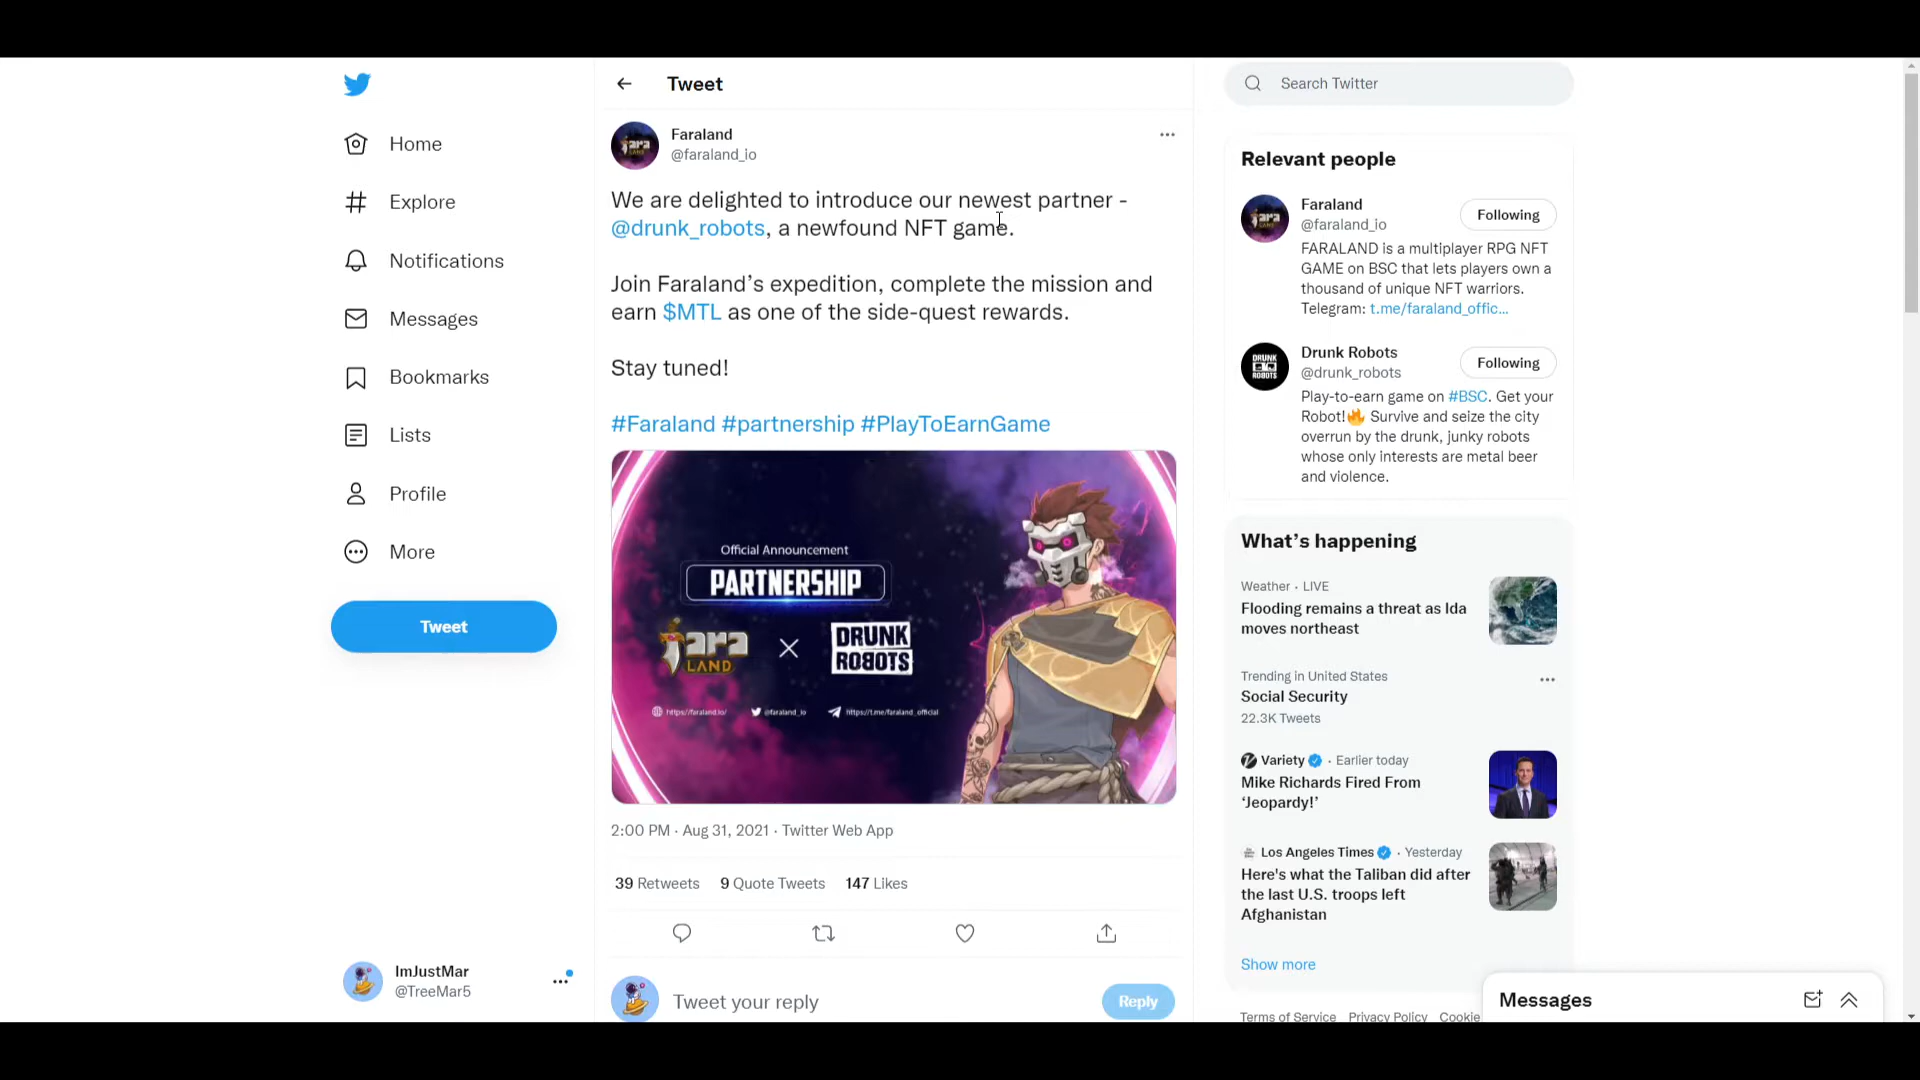 Home
Explore
Notifications
Messages
Bookmarks
Lists
Profile
More
Tweet
ImJustMar
@TreeMar5
Tweet
Faraland
@faraland_io
We are delighted to introduce our newest partner -
@drunk_robots, a newfound NFT game.
Join Faraland’s expedition, complete the mission and
earn $MTL as one of the side-quest rewards.
Stay tuned!
#Faraland #partnership #PlayToEarnGame
Official Announcement
PARTNERSHIP
Fara
LAND
X
DRUNK
ROBOTS
https://faraland.io/ @faraland_io https://t.me/faraland_official
2:00 PM · Aug 31, 2021 · Twitter Web App
39 Retweets 9 Quote Tweets 147 Likes
Tweet your reply
Reply
Search Twitter
Relevant people
Faraland
@faraland_io
Following
FARALAND is a multiplayer RPG NFT
GAME on BSC that lets players own a
thousand of unique NFT warriors.
Telegram: t.me/faraland_offic...
DRUNK
ROBOTS
Drunk Robots
@drunk_robots
Following
Play-to-earn game on #BSC. Get your
Robot!🔥 Survive and seize the city
overrun by the drunk, junky robots
whose only interests are metal beer
and violence.
What’s happening
Weather · LIVE
Flooding remains a threat as Ida
moves northeast
Trending in United States
Social Security
22.3K Tweets
Variety · Earlier today
Mike Richards Fired From
‘Jeopardy!’
Los Angeles Times · Yesterday
Here's what the Taliban did after
the last U.S. troops left
Afghanistan
Show more
Terms of Service Privacy Policy Cookie
Messages